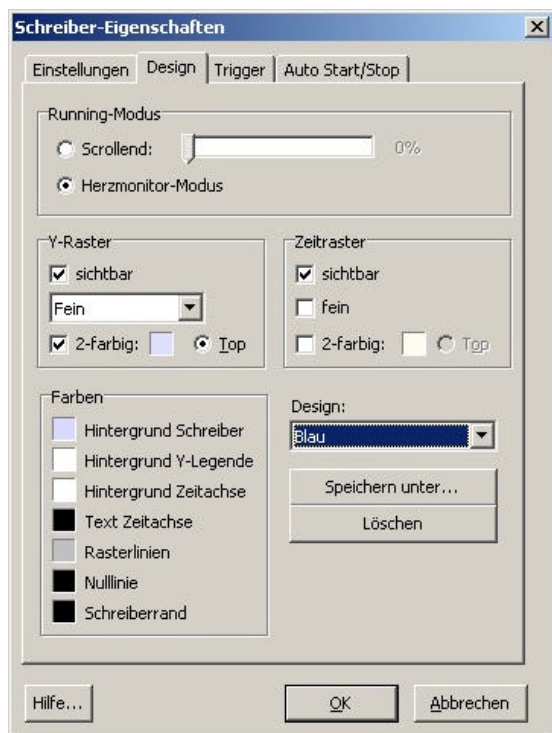 Schreiber-Eigenschaften
Einstellungen Design Trigger Auto Start/Stop
Running-Modus
Scrollend: 0%
Herzmonitor-Modus
Y-Raster
sichtbar
Fein
2-farbig: Top
Zeitraster
sichtbar
fein
2-farbig: Top
Farben
Hintergrund Schreiber
Hintergrund Y-Legende
Hintergrund Zeitachse
Text Zeitachse
Rasterlinien
Nulllinie
Schreiberrand
Design:
Blau
Speichern unter...
Löschen
Hilfe... OK Abbrechen